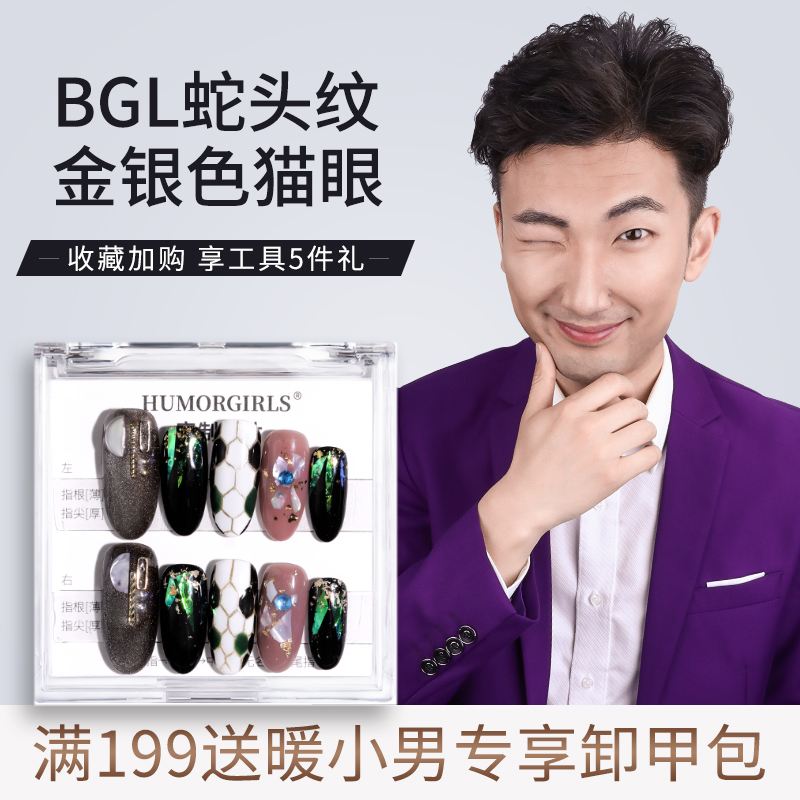 BGL蛇头纹
金银色猫眼
收藏加购 享工具5件礼
HUMORGIRLS®
左
指根[薄]
指尖[厚]
右
指根[薄
指尖[厚
满199送暖小男专享卸甲包